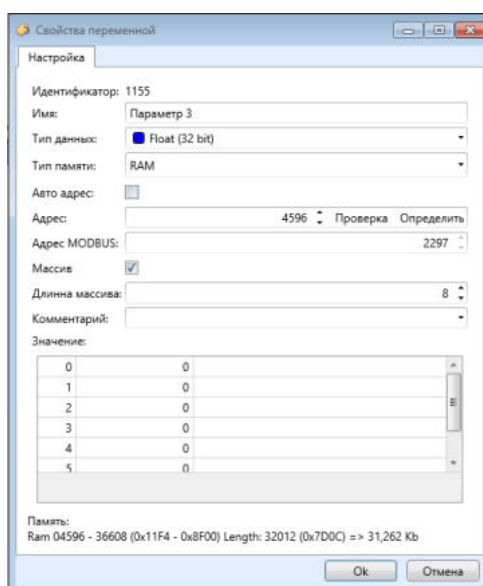 Свойства переменной
Настройка
Идентификатор: 1155
Имя: Параметр 3
Тип данных: Float (32 bit)
Тип памяти: RAM
Авто адрес:
Адрес: 4596 Проверка Определить
Адрес MODBUS: 2297
Массив
Длинна массива: 8
Комментарий:
Значение:
0 0
1 0
2 0
3 0
4 0
5 0
Память:
Ram 04596 - 36608 (0x11F4 - 0x8F00) Length: 32012 (0x7D0C) => 31,262 Kb
Ok Отмена